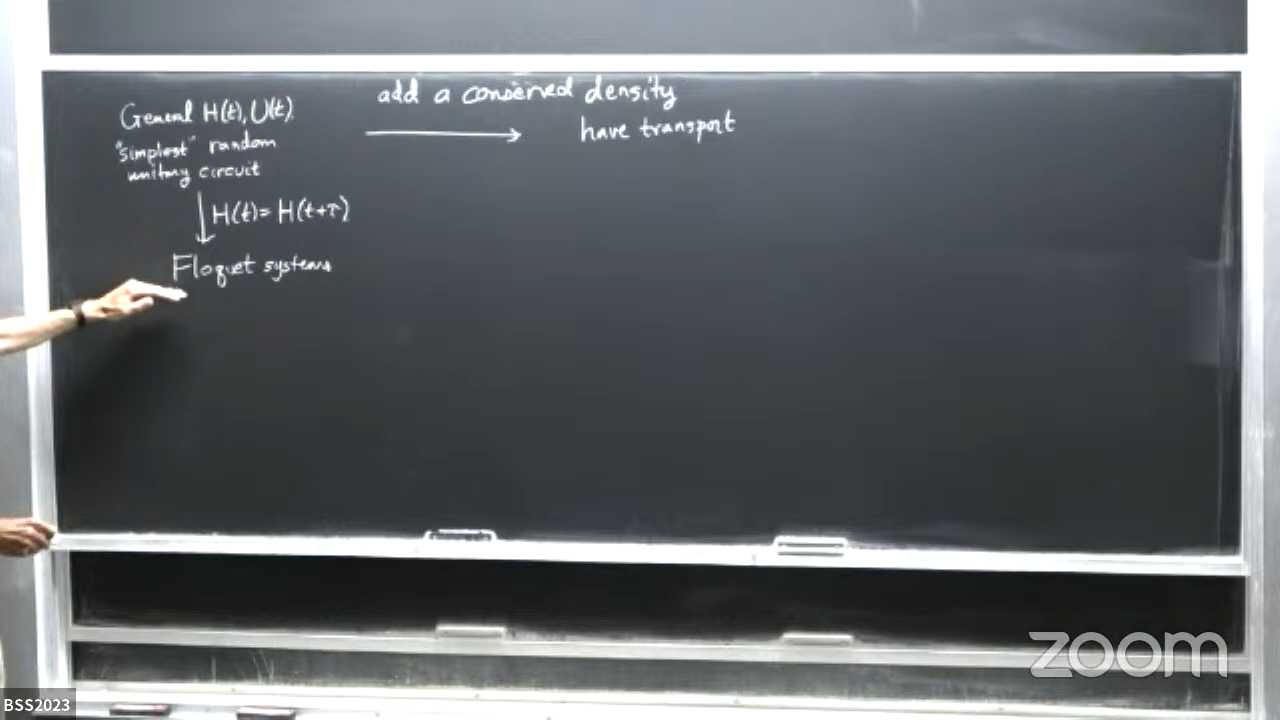 General H(t), U(t).
"simplest" random
unitary circuit
H(t) = H(t+τ)
Floquet systems
add a conserved density
have transport
zoom
BSS2023